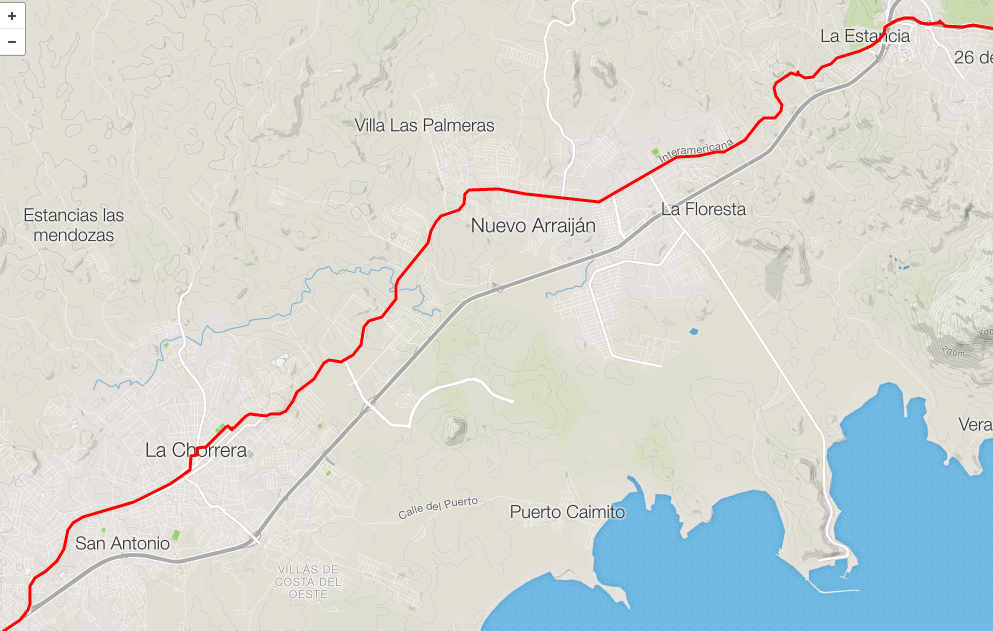 +
−
La Estancia
26 de
Villa Las Palmeras
Interamericana
Estancias las
mendozas
Nuevo Arraiján
La Floresta
200m
La Chorrera
Vera
Calle del Puerto
Puerto Caimito
San Antonio
VILLAS DE
COSTA DEL
OESTE